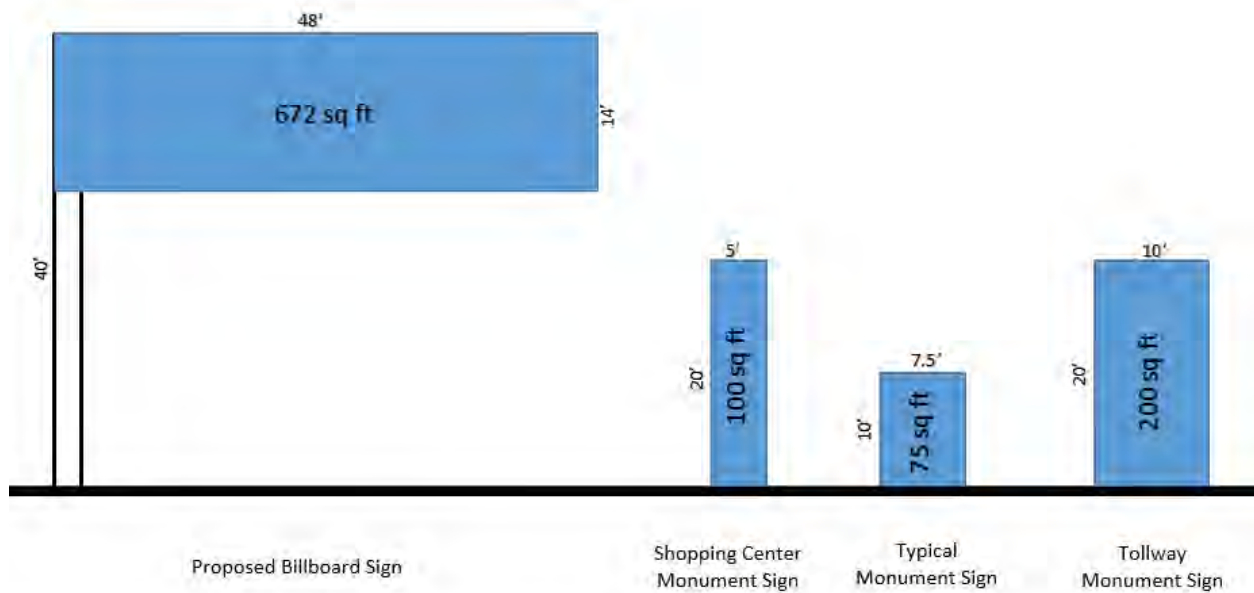 48'
672 sq ft
14'
40'
5'
20'
100 sq ft
7.5'
10'
75 sq ft
10'
20'
200 sq ft
Proposed Billboard Sign
Shopping Center
Monument Sign
Typical
Monument Sign
Tollway
Monument Sign